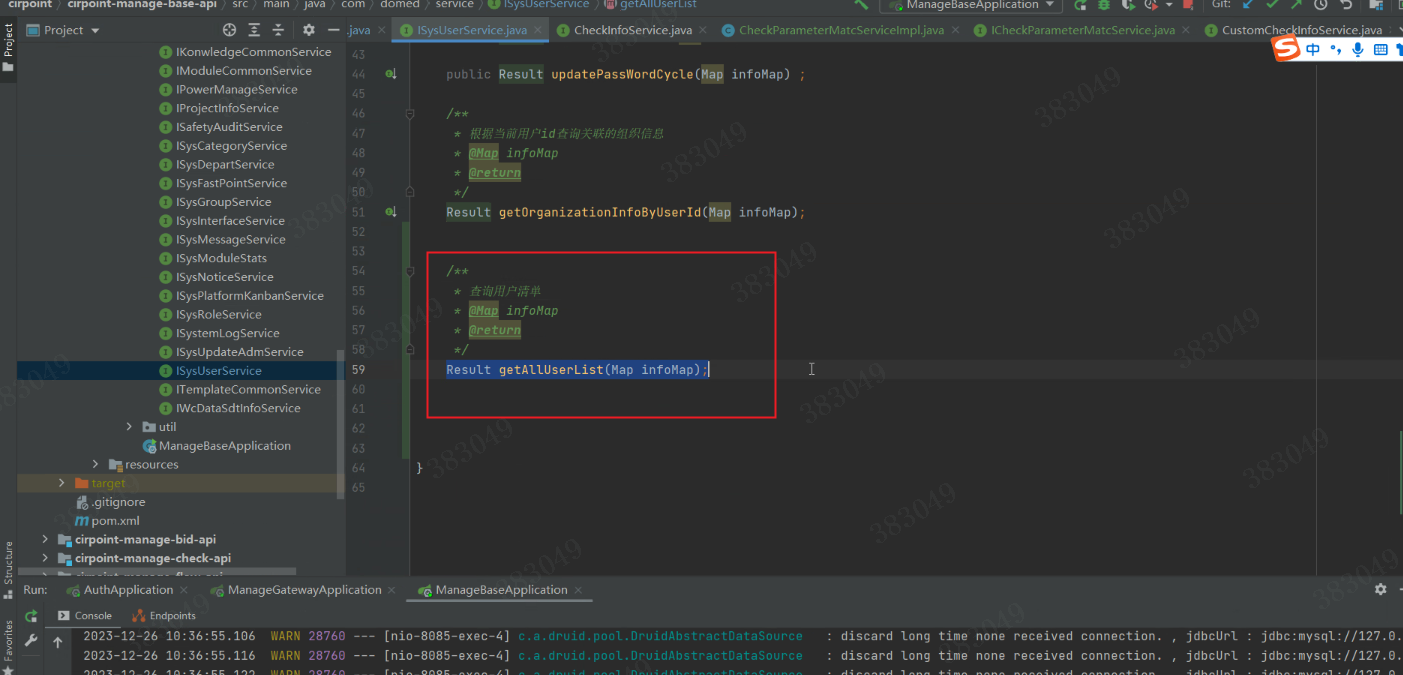 cirpoint cirpoint-manage-base-api src main java com domed service ISysUserService getAllUserList ManageBaseApplication Git:
Project .java ISysUserService.java CheckInfoService.java CheckParameterMatcServiceImpl.java ICheckParameterMatcService.java CustomCheckInfoService.java
中
Project
IKonwledgeCommonService
IModuleCommonService
IPowerManageService
IProjectInfoService
ISafetyAuditService
ISysCategoryService
ISysDepartService
ISysFastPointService
ISysGroupService
ISysInterfaceService
ISysMessageService
ISysModuleStats
ISysNoticeService
ISysPlatformKanbanService
ISysRoleService
ISystemLogService
ISysUpdateAdmService
ISysUserService
ITemplateCommonService
IWcDataSdtInfoService
util
ManageBaseApplication
resources
target
.gitignore
pom.xml
cirpoint-manage-bid-api
cirpoint-manage-check-api
cirpoint-manage-flow-api
43
44 public Result updatePassWordCycle(Map infoMap) ;
45
46 /**
47 * 根据当前用户id查询关联的组织信息
48 * @Map infoMap
49 * @return
50 */
51 Result getOrganizationInfoByUserId(Map infoMap);
52
53
54 /**
55 * 查询用户清单
56 * @Map infoMap
57 * @return
58 */
59 Result getAllUserList(Map infoMap);
60
61
62
63
64 }
65
383049
Structure
Favorites
Run: AuthApplication ManageGatewayApplication ManageBaseApplication
Console Endpoints
2023-12-26 10:36:55.106 WARN 28760 --- [nio-8085-exec-4] c.a.druid.pool.DruidAbstractDataSource : discard long time none received connection. , jdbcUrl : jdbc:mysql://127.0.
2023-12-26 10:36:55.116 WARN 28760 --- [nio-8085-exec-4] c.a.druid.pool.DruidAbstractDataSource : discard long time none received connection. , jdbcUrl : jdbc:mysql://127.0.